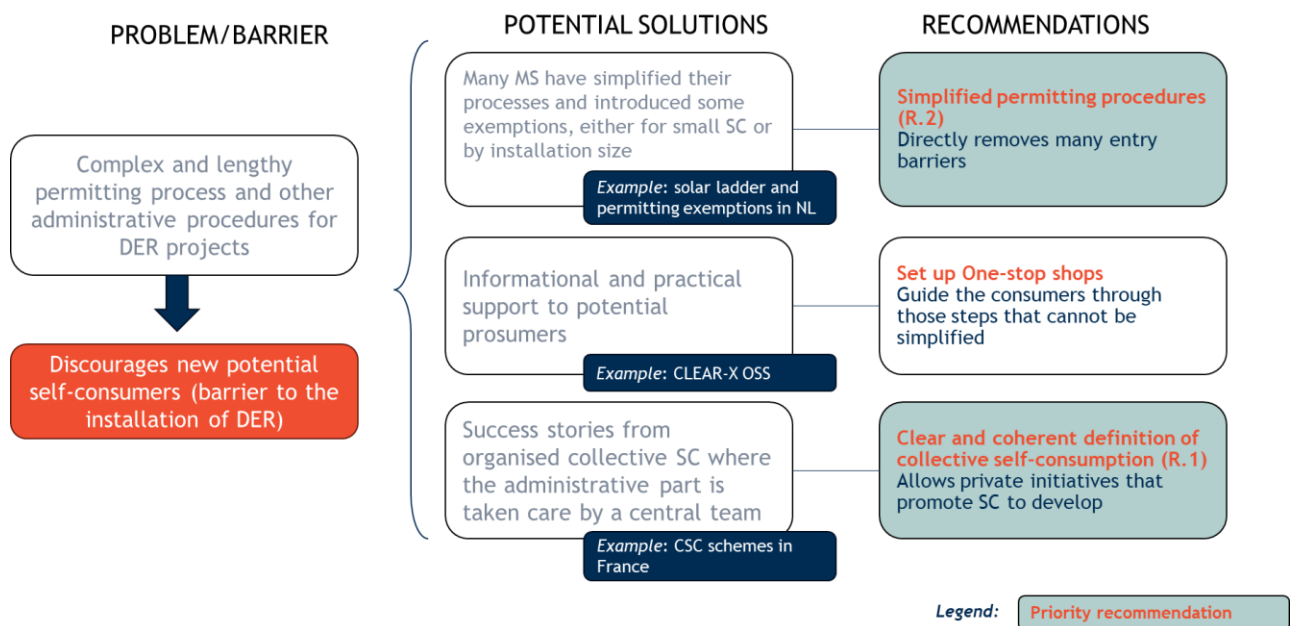 PROBLEM/BARRIER
POTENTIAL SOLUTIONS
RECOMMENDATIONS
Complex and lengthy
permitting process and other
administrative procedures for
DER projects
Discourages new potential
self-consumers (barrier to the
installation of DER)
Many MS have simplified their
processes and introduced some
exemptions, either for small SC or
by installation size
Example: solar ladder and
permitting exemptions in NL
Simplified permitting procedures
(R.2)
Directly removes many entry
barriers
Informational and practical
support to potential
prosumers
Example: CLEAR-X OSS
Set up One-stop shops
Guide the consumers through
those steps that cannot be
simplified
Success stories from
organised collective SC where
the administrative part is
taken care by a central team
Example: CSC schemes in
France
Clear and coherent definition of
collective self-consumption (R.1)
Allows private initiatives that
promote SC to develop
Legend:
Priority recommendation